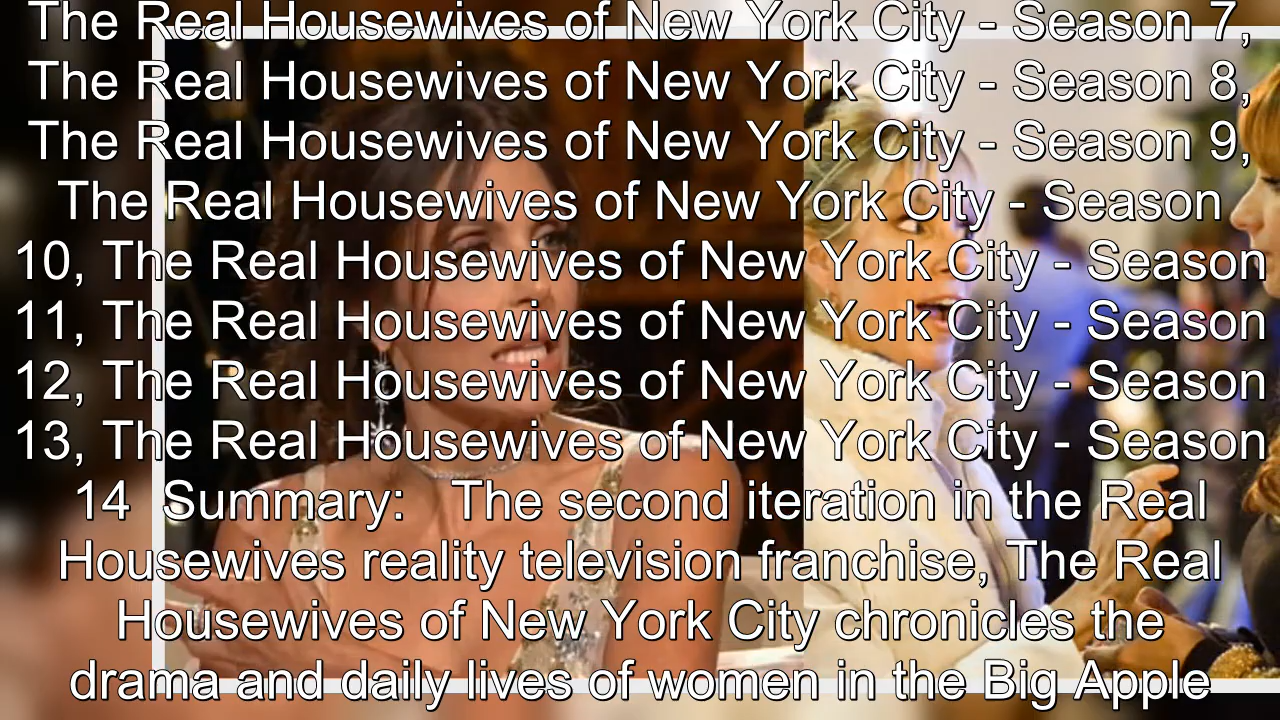 The Real Housewives of New York City - Season 7,
The Real Housewives of New York City - Season 8,
The Real Housewives of New York City - Season 9,
The Real Housewives of New York City - Season
10, The Real Housewives of New York City - Season
11, The Real Housewives of New York City - Season
12, The Real Housewives of New York City - Season
13, The Real Housewives of New York City - Season
14  Summary:   The second iteration in the Real
Housewives reality television franchise, The Real
Housewives of New York City chronicles the
drama and daily lives of women in the Big Apple